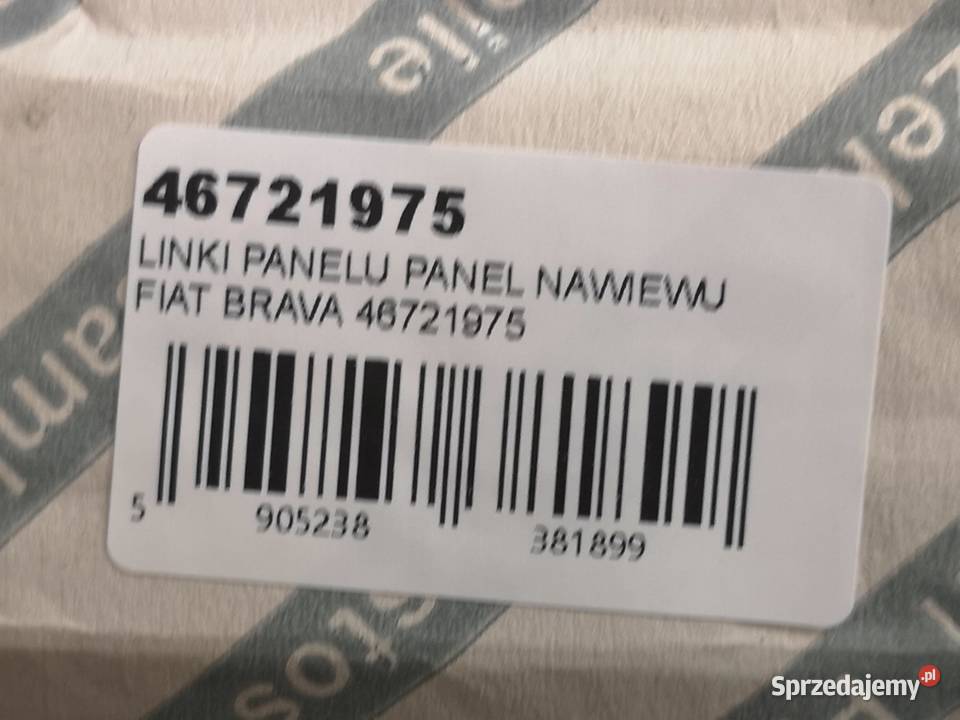 46721975
LINKI PANELU PANEL NAWIEWU
FIAT BRAVA 46721975
5 905238 381899
Sprzedajemy.pl